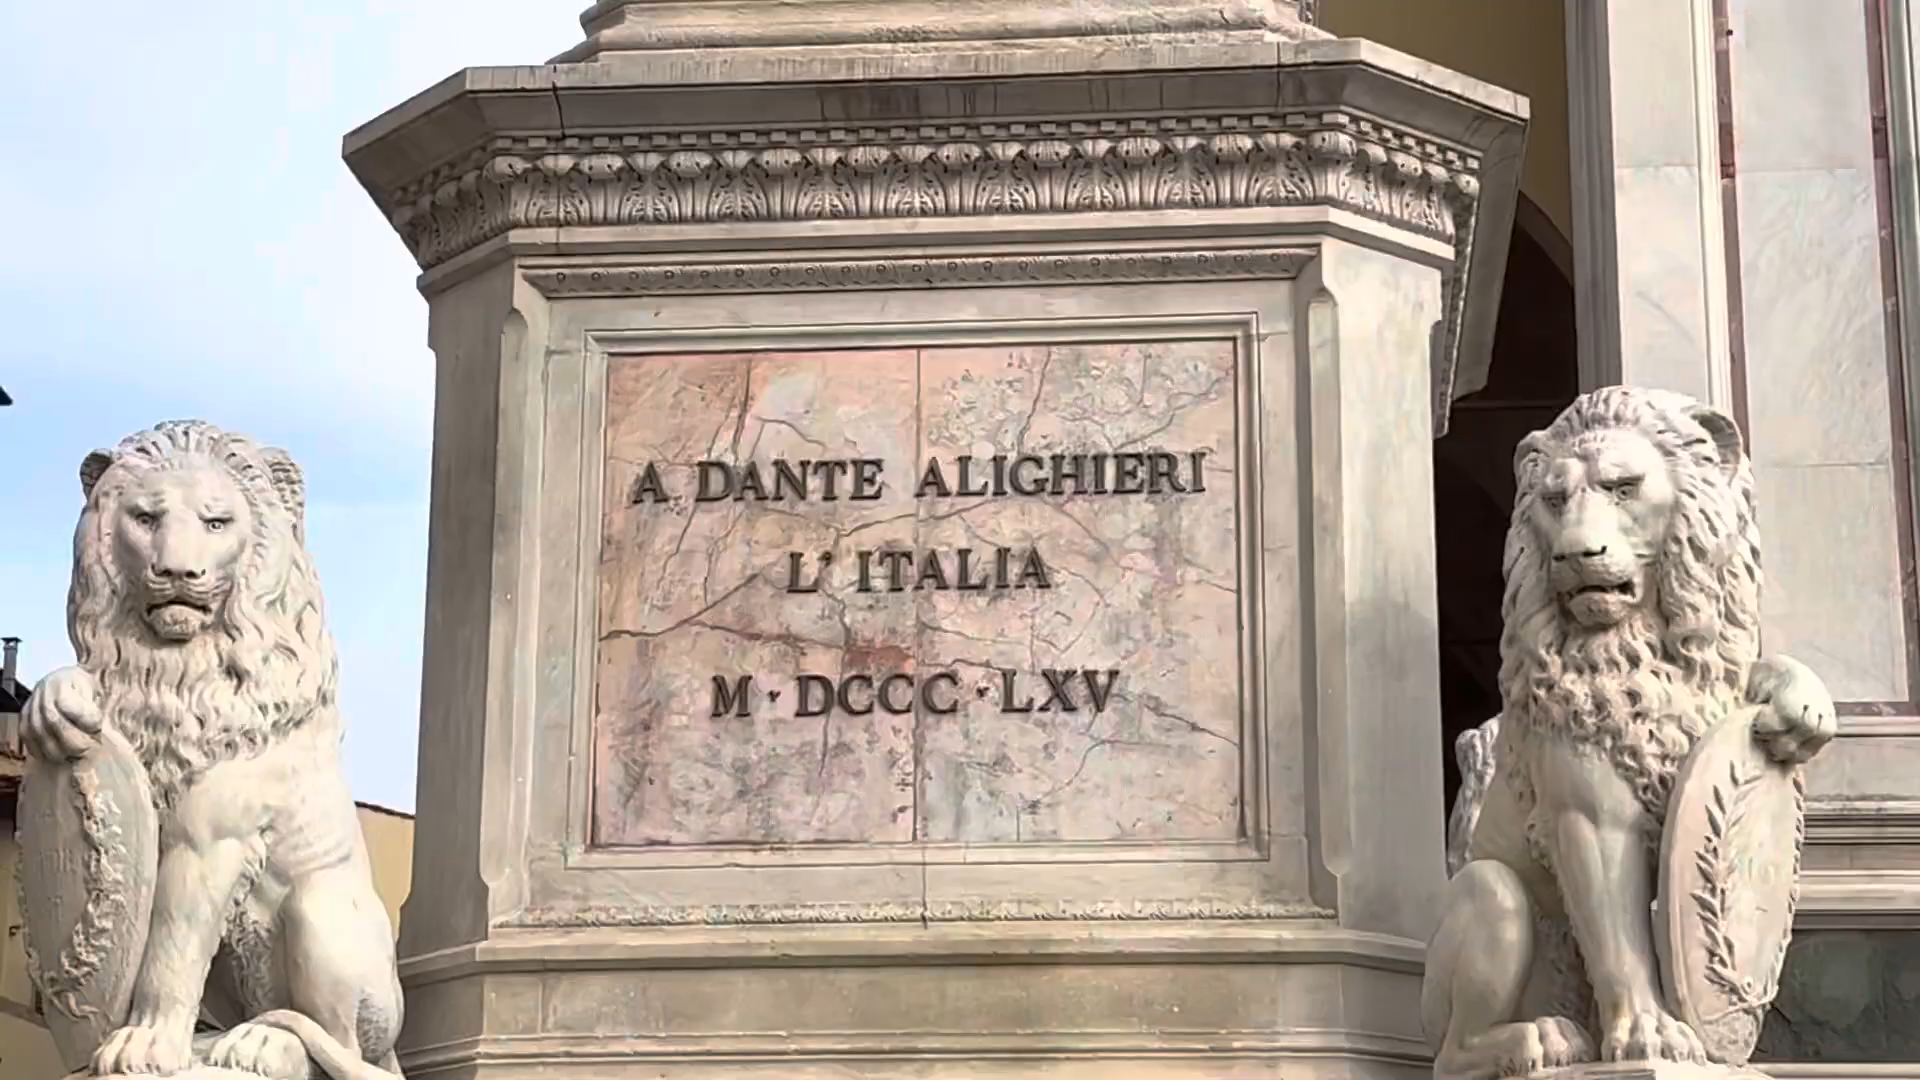 A DANTE ALIGHIERI
L' ITALIA
M · DCCC · LXV